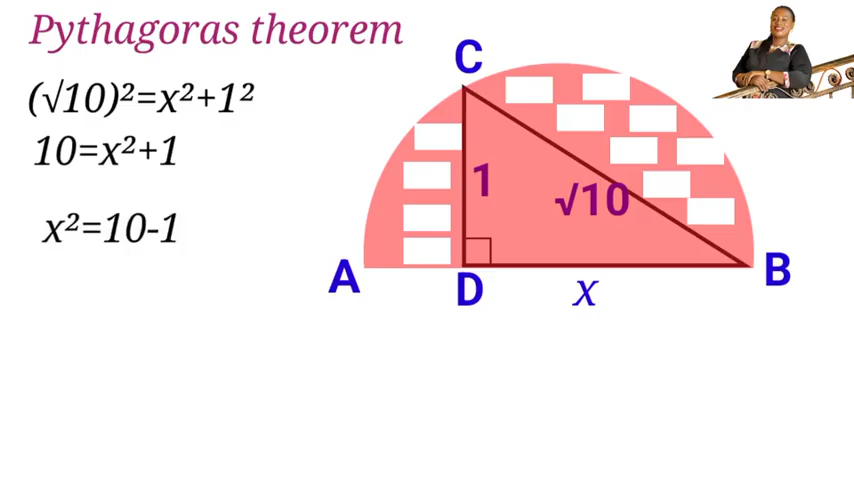 Pythagoras theorem
(√10)²=x²+1²
10=x²+1
x²=10-1
C
1
√10
A
D
x
B